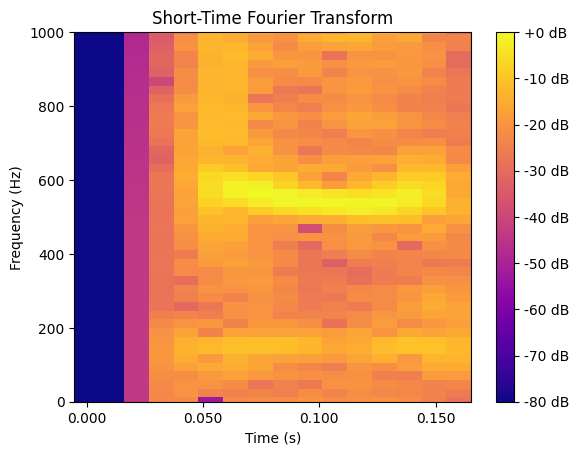 Short-Time Fourier Transform
1000
800
600
400
200
0
Frequency (Hz)
0.000
0.050
0.100
0.150
Time (s)
+0 dB
-10 dB
-20 dB
-30 dB
-40 dB
-50 dB
-60 dB
-70 dB
-80 dB